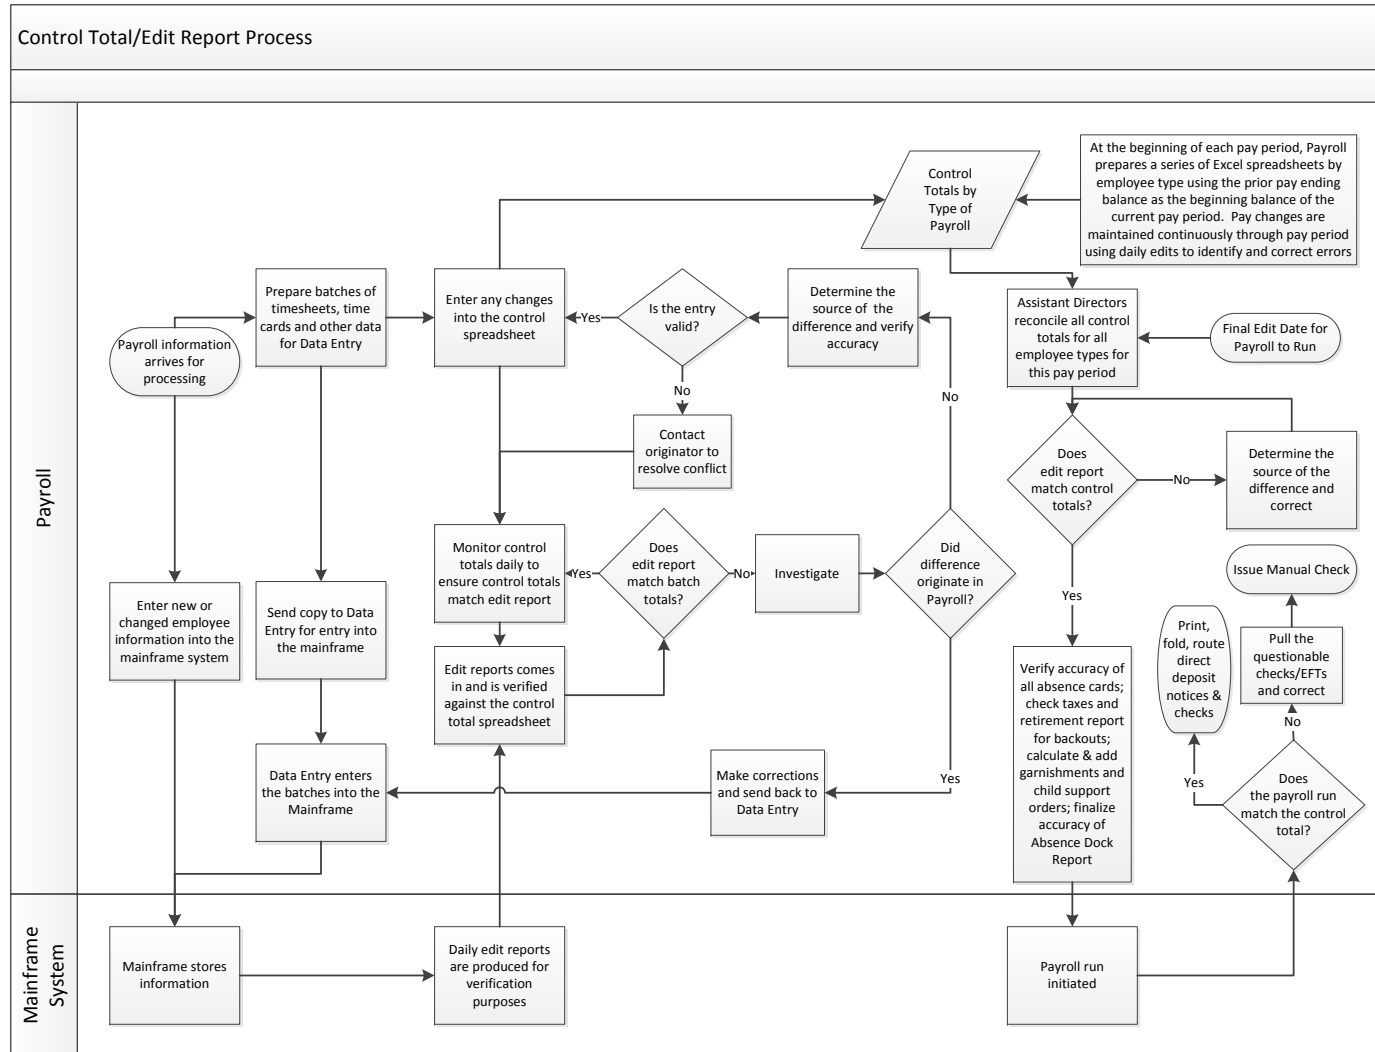 Control Total/Edit Report Process
Payroll
Payroll information
arrives for
processing
Prepare batches of
timesheets, time
cards and other data
for Data Entry
Enter any changes
into the control
spreadsheet
Yes
Is the entry
valid?
No
Contact
originator to
resolve conflict
Determine the
source of  the
difference and verify
accuracy
Control
Totals by
Type of
Payroll
At the beginning of each pay period, Payroll
prepares a series of Excel spreadsheets by
employee type using the prior pay ending
balance as the beginning balance of the
current pay period.  Pay changes are
maintained continuously through pay period
using daily edits to identify and correct errors
Assistant Directors
reconcile all control
totals for all
employee types for
this pay period
Final Edit Date for
Payroll to Run
Does
edit report
match control
totals?
No
Determine the
source of the
difference and
correct
Yes
Enter new or
changed employee
information into the
mainframe system
Send copy to Data
Entry for entry into
the mainframe
Monitor control
totals daily to
ensure control totals
match edit report
Yes
Does
edit report
match batch
totals?
No
Investigate
Did
difference
originate in
Payroll?
No
Yes
Edit reports comes
in and is verified
against the control
total spreadsheet
Data Entry enters
the batches into the
Mainframe
Make corrections
and send back to
Data Entry
Verify accuracy of
all absence cards;
check taxes and
retirement report
for backouts;
calculate & add
garnishments and
child support
orders; finalize
accuracy of
Absence Dock
Report
Issue Manual Check
Print,
fold, route
direct
deposit
notices &
checks
Pull the
questionable
checks/EFTs
and correct
No
Yes
Does
the payroll run
match the control
total?
Mainframe
System
Mainframe stores
information
Daily edit reports
are produced for
verification
purposes
Payroll run
initiated